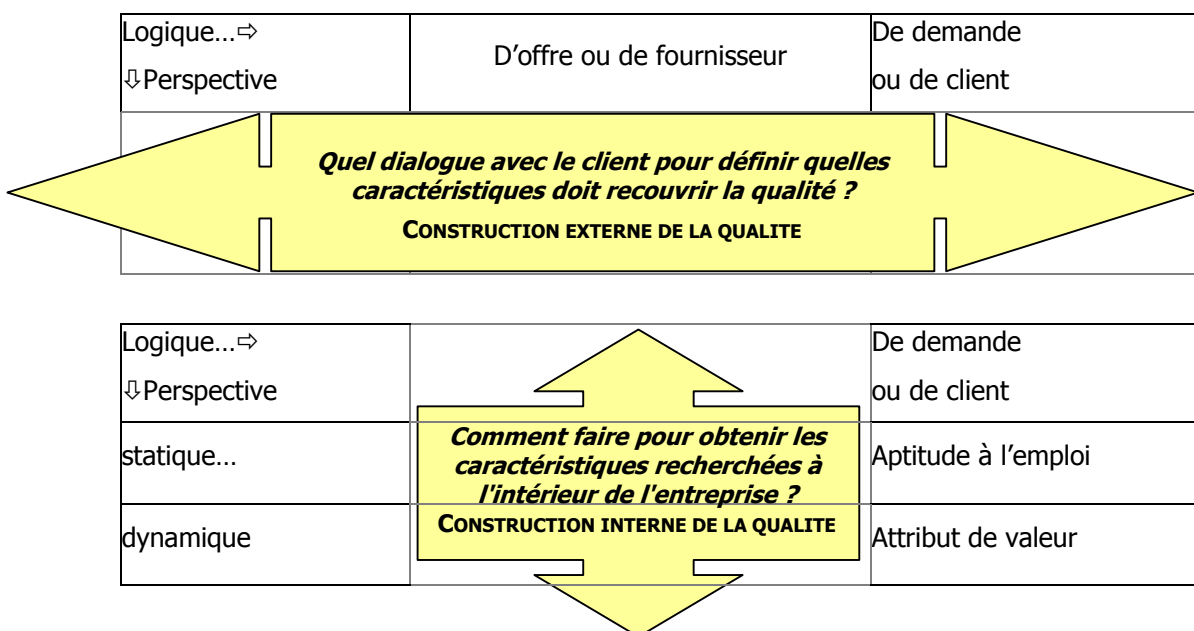 Logique…⇨
⇩Perspective
D’offre ou de fournisseur
De demande
ou de client
Quel dialogue avec le client pour définir quelles
caractéristiques doit recouvrir la qualité ?
CONSTRUCTION EXTERNE DE LA QUALITE
Logique…⇨
⇩Perspective
De demande
ou de client
statique…
Comment faire pour obtenir les
caractéristiques recherchées à
l'intérieur de l'entreprise ?
Aptitude à l’emploi
dynamique
CONSTRUCTION INTERNE DE LA QUALITE
Attribut de valeur